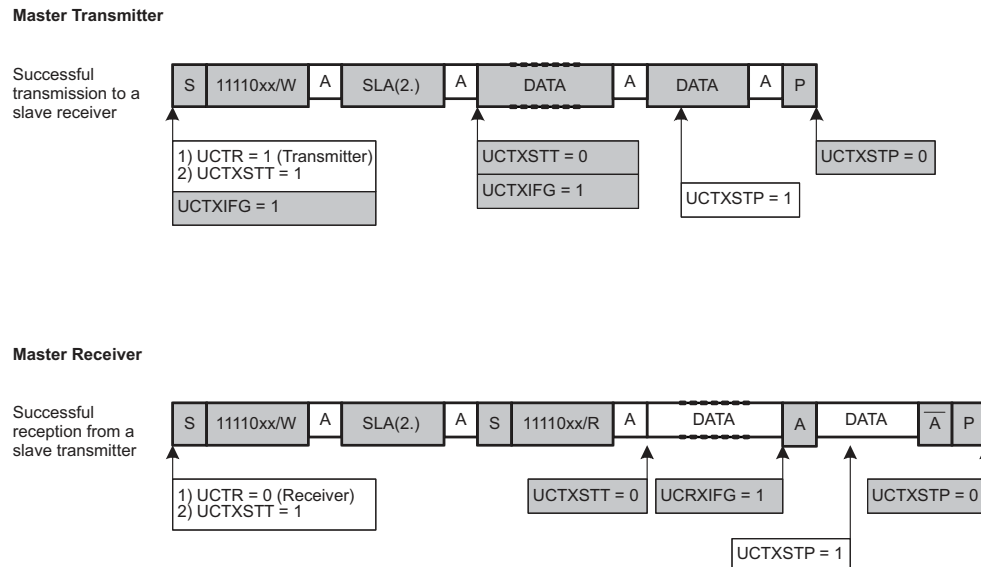 Master Transmitter
Successful
transmission to a
slave receiver
S 11110xx/W A SLA(2.) A DATA A DATA A P
1) UCTR = 1 (Transmitter)
2) UCTXSTT = 1
UCTXIFG = 1
UCTXSTT = 0
UCTXIFG = 1
UCTXSTP = 1
UCTXSTP = 0
Master Receiver
Successful
reception from a
slave transmitter
S 11110xx/W A SLA(2.) A S 11110xx/R A DATA A DATA A̅ P
1) UCTR = 0 (Receiver)
2) UCTXSTT = 1
UCTXSTT = 0
UCRXIFG = 1
UCTXSTP = 1
UCTXSTP = 0